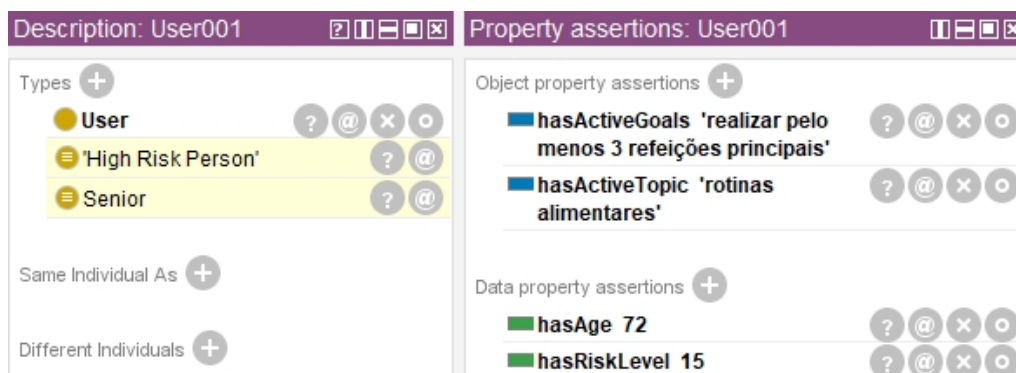 Description: User001
Types
User
'High Risk Person'
Senior
Same Individual As
Different Individuals
Property assertions: User001
Object property assertions
hasActiveGoals 'realizar pelo
menos 3 refeições principais'
hasActiveTopic 'rotinas
alimentares'
Data property assertions
hasAge 72
hasRiskLevel 15